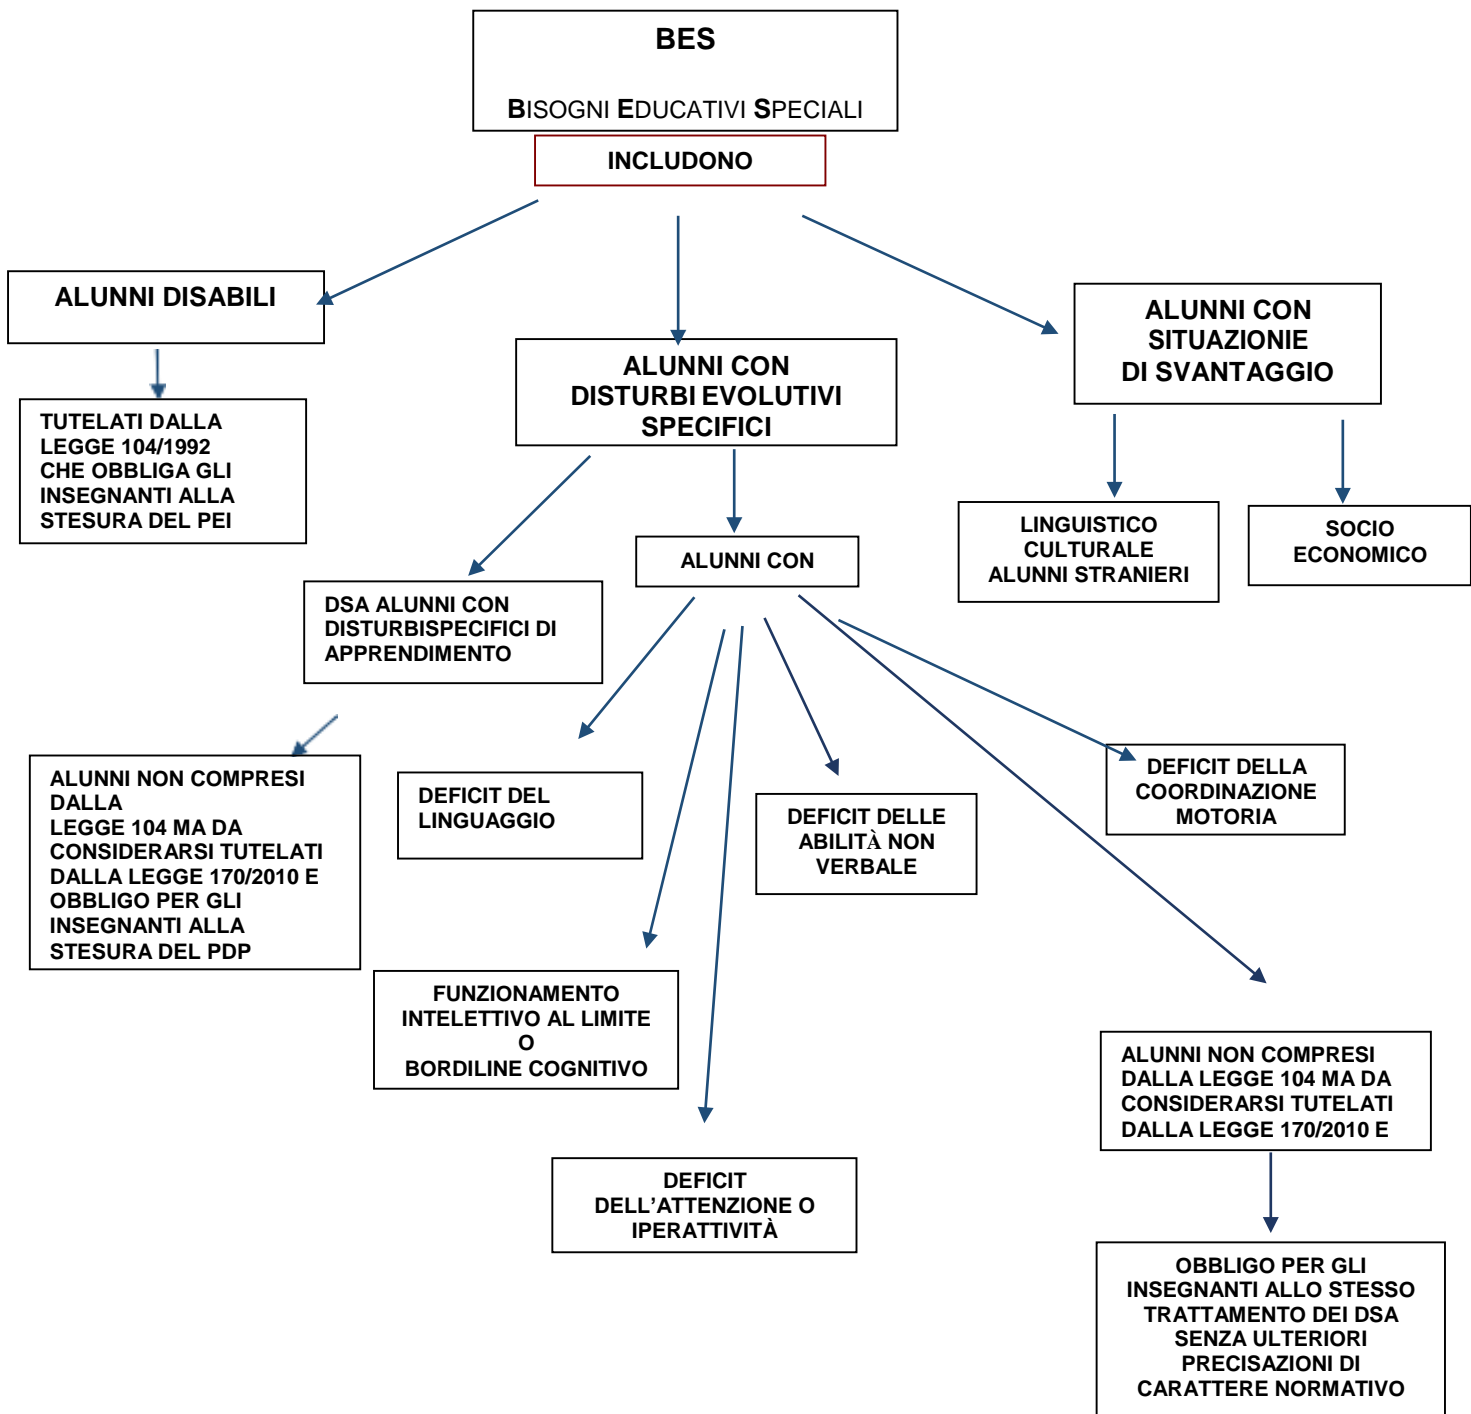 BES
BISOGNI EDUCATIVI SPECIALI
INCLUDONO
ALUNNI DISABILI
ALUNNI CON
SITUAZIONIE
DI SVANTAGGIO
ALUNNI CON
DISTURBI EVOLUTIVI
SPECIFICI
TUTELATI DALLA
LEGGE 104/1992
CHE OBBLIGA GLI
INSEGNANTI ALLA
STESURA DEL PEI
LINGUISTICO
CULTURALE
ALUNNI STRANIERI
SOCIO
ECONOMICO
ALUNNI CON
DSA ALUNNI CON
DISTURBISPECIFICI DI
APPRENDIMENTO
ALUNNI NON COMPRESI
DALLA
LEGGE 104 MA DA
CONSIDERARSI TUTELATI
DALLA LEGGE 170/2010 E
OBBLIGO PER GLI
INSEGNANTI ALLA
STESURA DEL PDP
DEFICIT DEL
LINGUAGGIO
DEFICIT DELLE
ABILITÀ NON
VERBALE
DEFICIT DELLA
COORDINAZIONE
MOTORIA
FUNZIONAMENTO
INTELETTIVO AL LIMITE
O
BORDILINE COGNITIVO
ALUNNI NON COMPRESI
DALLA LEGGE 104 MA DA
CONSIDERARSI TUTELATI
DALLA LEGGE 170/2010 E
DEFICIT
DELL’ATTENZIONE O
IPERATTIVITÀ
OBBLIGO PER GLI
INSEGNANTI ALLO STESSO
TRATTAMENTO DEI DSA
SENZA ULTERIORI
PRECISAZIONI DI
CARATTERE NORMATIVO